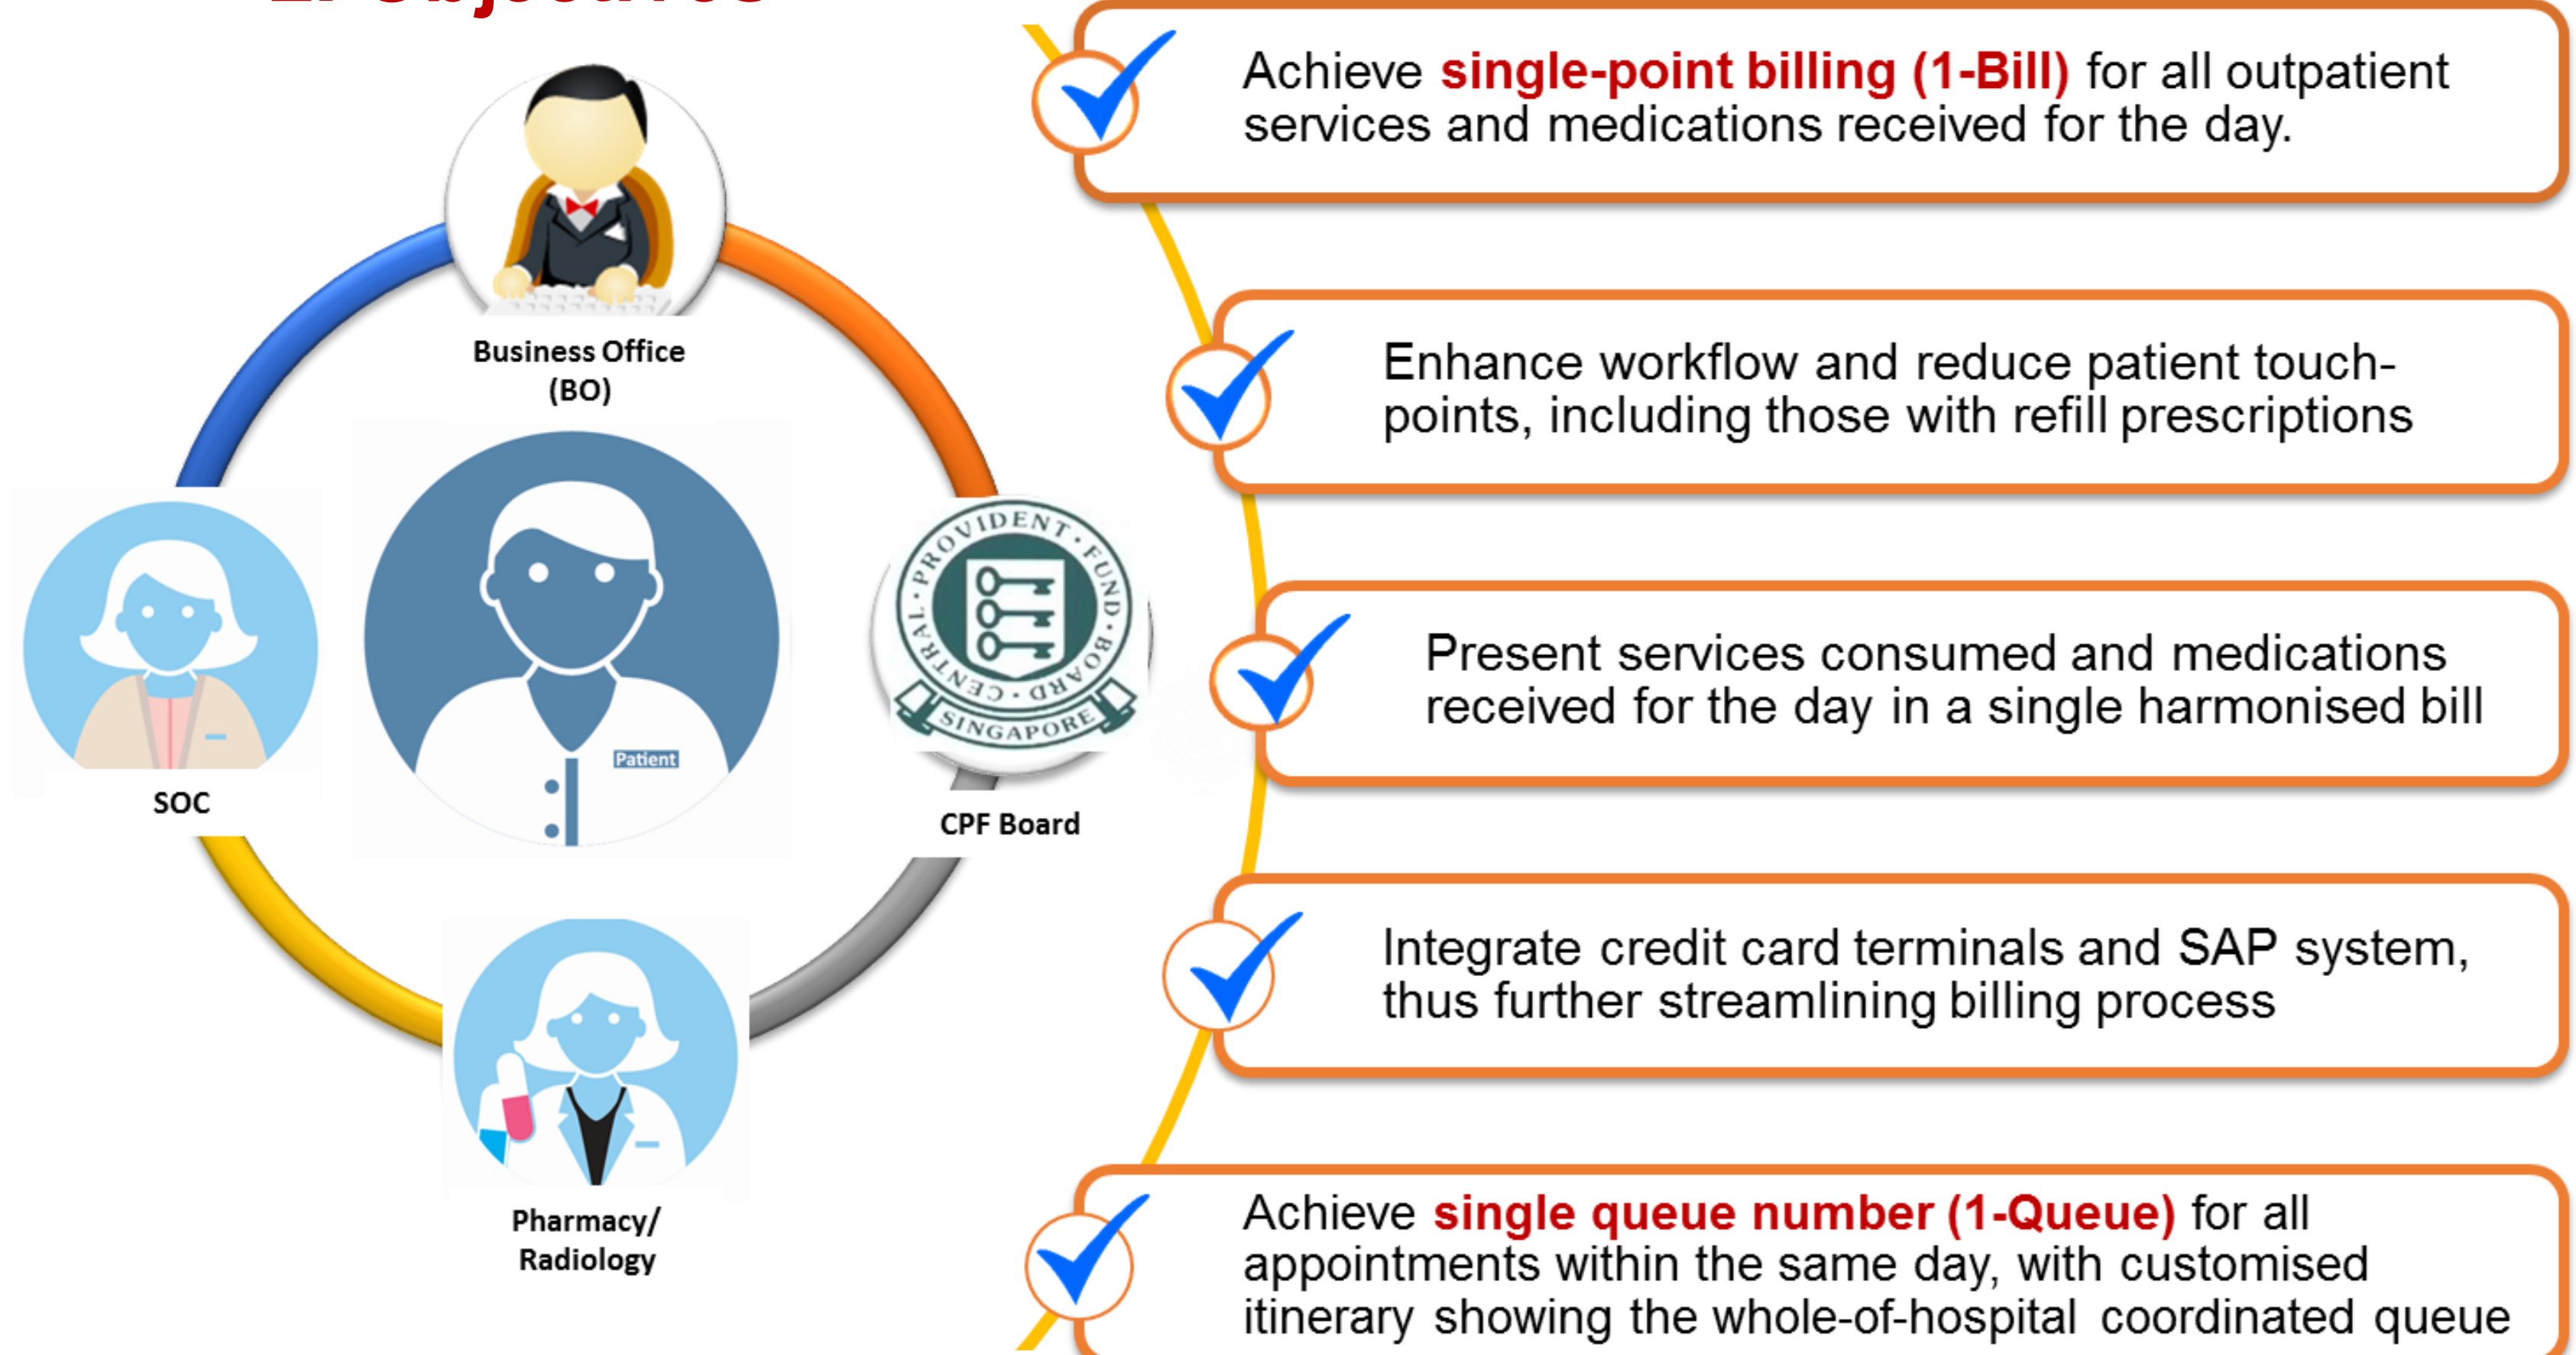 2. Objectives
Business Office
(BO)
SOC
Patient
CENTRAL · PROVIDENT · FUND · BOARD ·
SINGAPORE
CPF Board
Pharmacy/
Radiology
Achieve single-point billing (1-Bill) for all outpatient
services and medications received for the day.
Enhance workflow and reduce patient touch-
points, including those with refill prescriptions
Present services consumed and medications
received for the day in a single harmonised bill
Integrate credit card terminals and SAP system,
thus further streamlining billing process
Achieve single queue number (1-Queue) for all
appointments within the same day, with customised
itinerary showing the whole-of-hospital coordinated queue